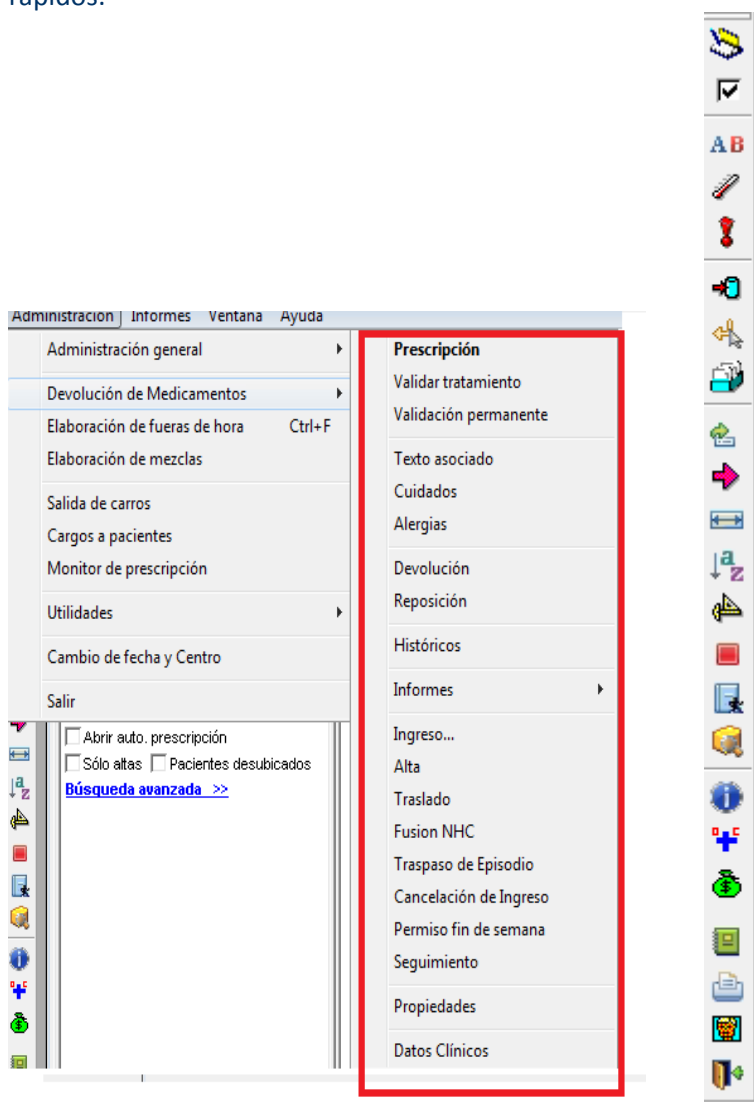 rápidos.
AB
Administración Informes Ventana Ayuda
Administración general
Devolución de Medicamentos
Elaboración de fueras de hora Ctrl+F
Elaboración de mezclas
Salida de carros
Cargos a pacientes
Monitor de prescripción
Utilidades
Cambio de fecha y Centro
Salir
Abrir auto. prescripción
Sólo altas Pacientes desubicados
Búsqueda avanzada >>
Prescripción
Validar tratamiento
Validación permanente
Texto asociado
Cuidados
Alergias
Devolución
Reposición
Históricos
Informes
Ingreso...
Alta
Traslado
Fusion NHC
Traspaso de Episodio
Cancelación de Ingreso
Permiso fin de semana
Seguimiento
Propiedades
Datos Clínicos